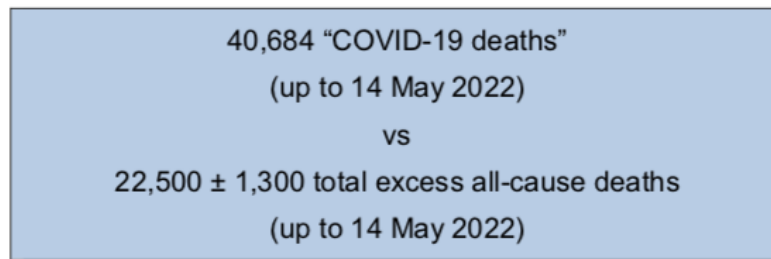 40,684 “COVID-19 deaths”
(up to 14 May 2022)
vs
22,500 ± 1,300 total excess all-cause deaths
(up to 14 May 2022)